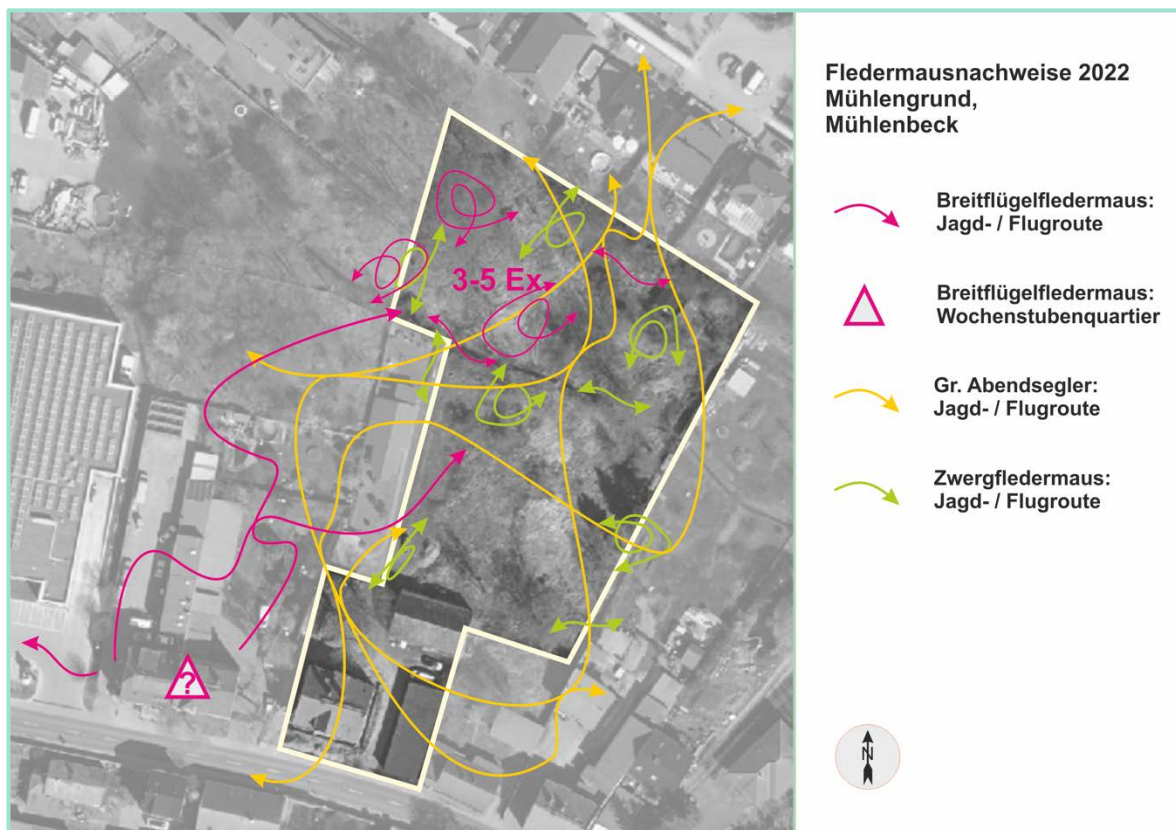 Fledermausnachweise 2022
Mühlengrund,
Mühlenbeck
Breitflügelfledermaus:
Jagd- / Flugroute
Breitflügelfledermaus:
Wochenstubenquartier
Gr. Abendsegler:
Jagd- / Flugroute
Zwergfledermaus:
Jagd- / Flugroute
3-5 Ex.
?
N